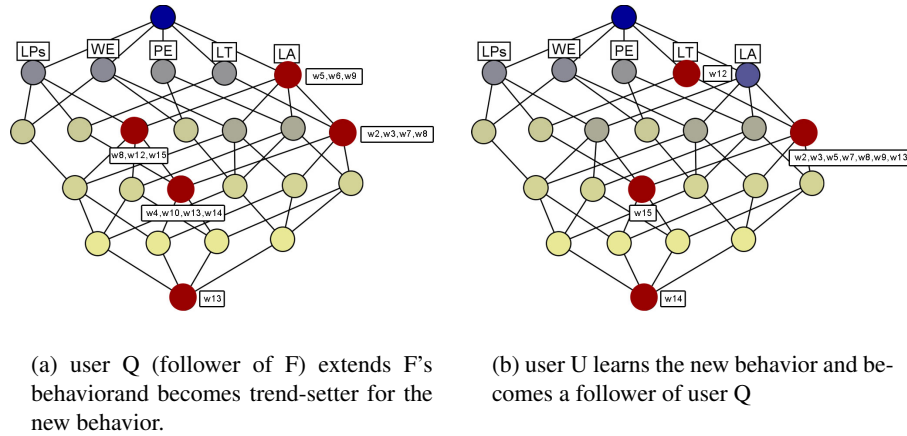 LPs WE PE LT LA
w5,w6,w9
w2,w3,w7,w8
w8,w12,w15
w4,w10,w13,w14
w13
(a) user Q (follower of F) extends F's
behaviorand becomes trend-setter for the
new behavior.
LPs WE PE LT LA
w12
w2,w3,w5,w7,w8,w9,w13
w15
w14
(b) user U learns the new behavior and be-
comes a follower of user Q